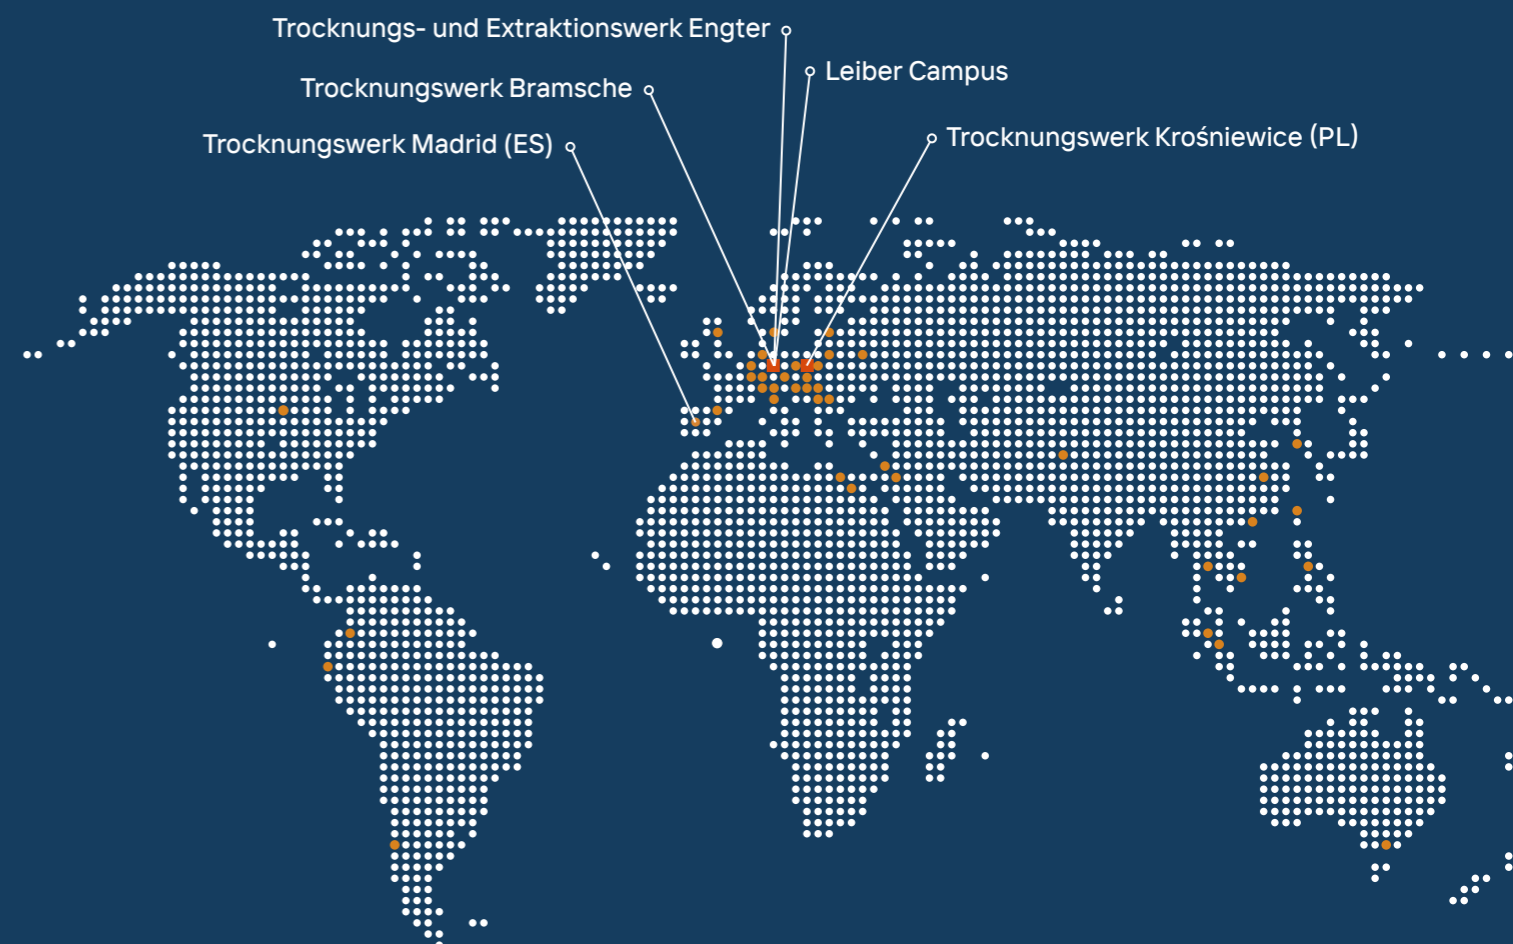 Trocknungs- und Extraktionswerk Engter
Leiber Campus
Trocknungswerk Bramsche
Trocknungswerk Krośniewice (PL)
Trocknungswerk Madrid (ES)